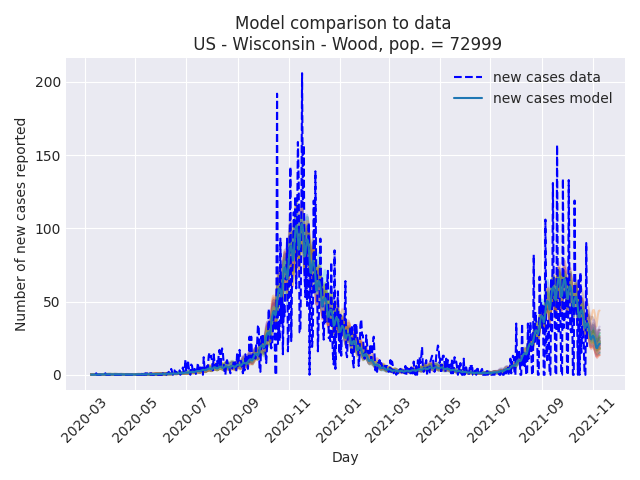 Model comparison to data
US - Wisconsin - Wood, pop. = 72999
new cases data
new cases model
Number of new cases reported
200
150
100
50
0
2020-03
2020-05
2020-07
2020-09
2020-11
2021-01
2021-03
2021-05
2021-07
2021-09
2021-11
Day